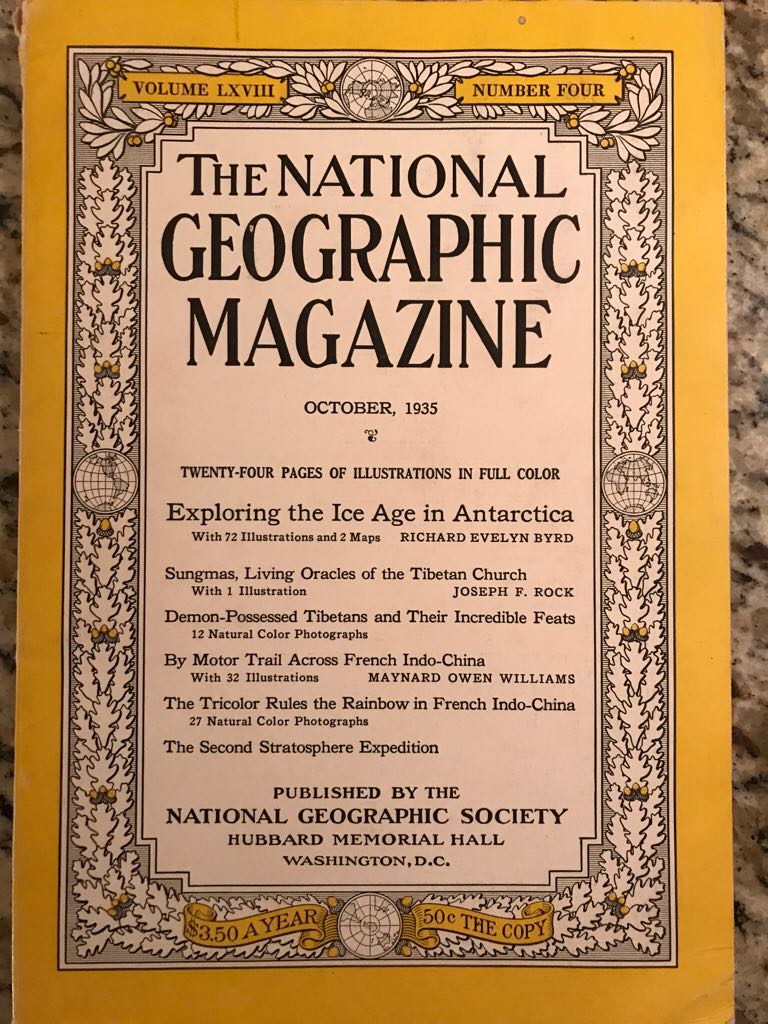 VOLUME LXVIII NUMBER FOUR
THE NATIONAL
GEOGRAPHIC
MAGAZINE
OCTOBER, 1935
TWENTY-FOUR PAGES OF ILLUSTRATIONS IN FULL COLOR
Exploring the Ice Age in Antarctica
With 72 Illustrations and 2 Maps RICHARD EVELYN BYRD
Sungmas, Living Oracles of the Tibetan Church
With 1 Illustration JOSEPH F. ROCK
Demon-Possessed Tibetans and Their Incredible Feats
12 Natural Color Photographs
By Motor Trail Across French Indo-China
With 32 Illustrations MAYNARD OWEN WILLIAMS
The Tricolor Rules the Rainbow in French Indo-China
27 Natural Color Photographs
The Second Stratosphere Expedition
PUBLISHED BY THE
NATIONAL GEOGRAPHIC SOCIETY
HUBBARD MEMORIAL HALL
WASHINGTON, D.C.
$3.50 A YEAR 50c THE COPY